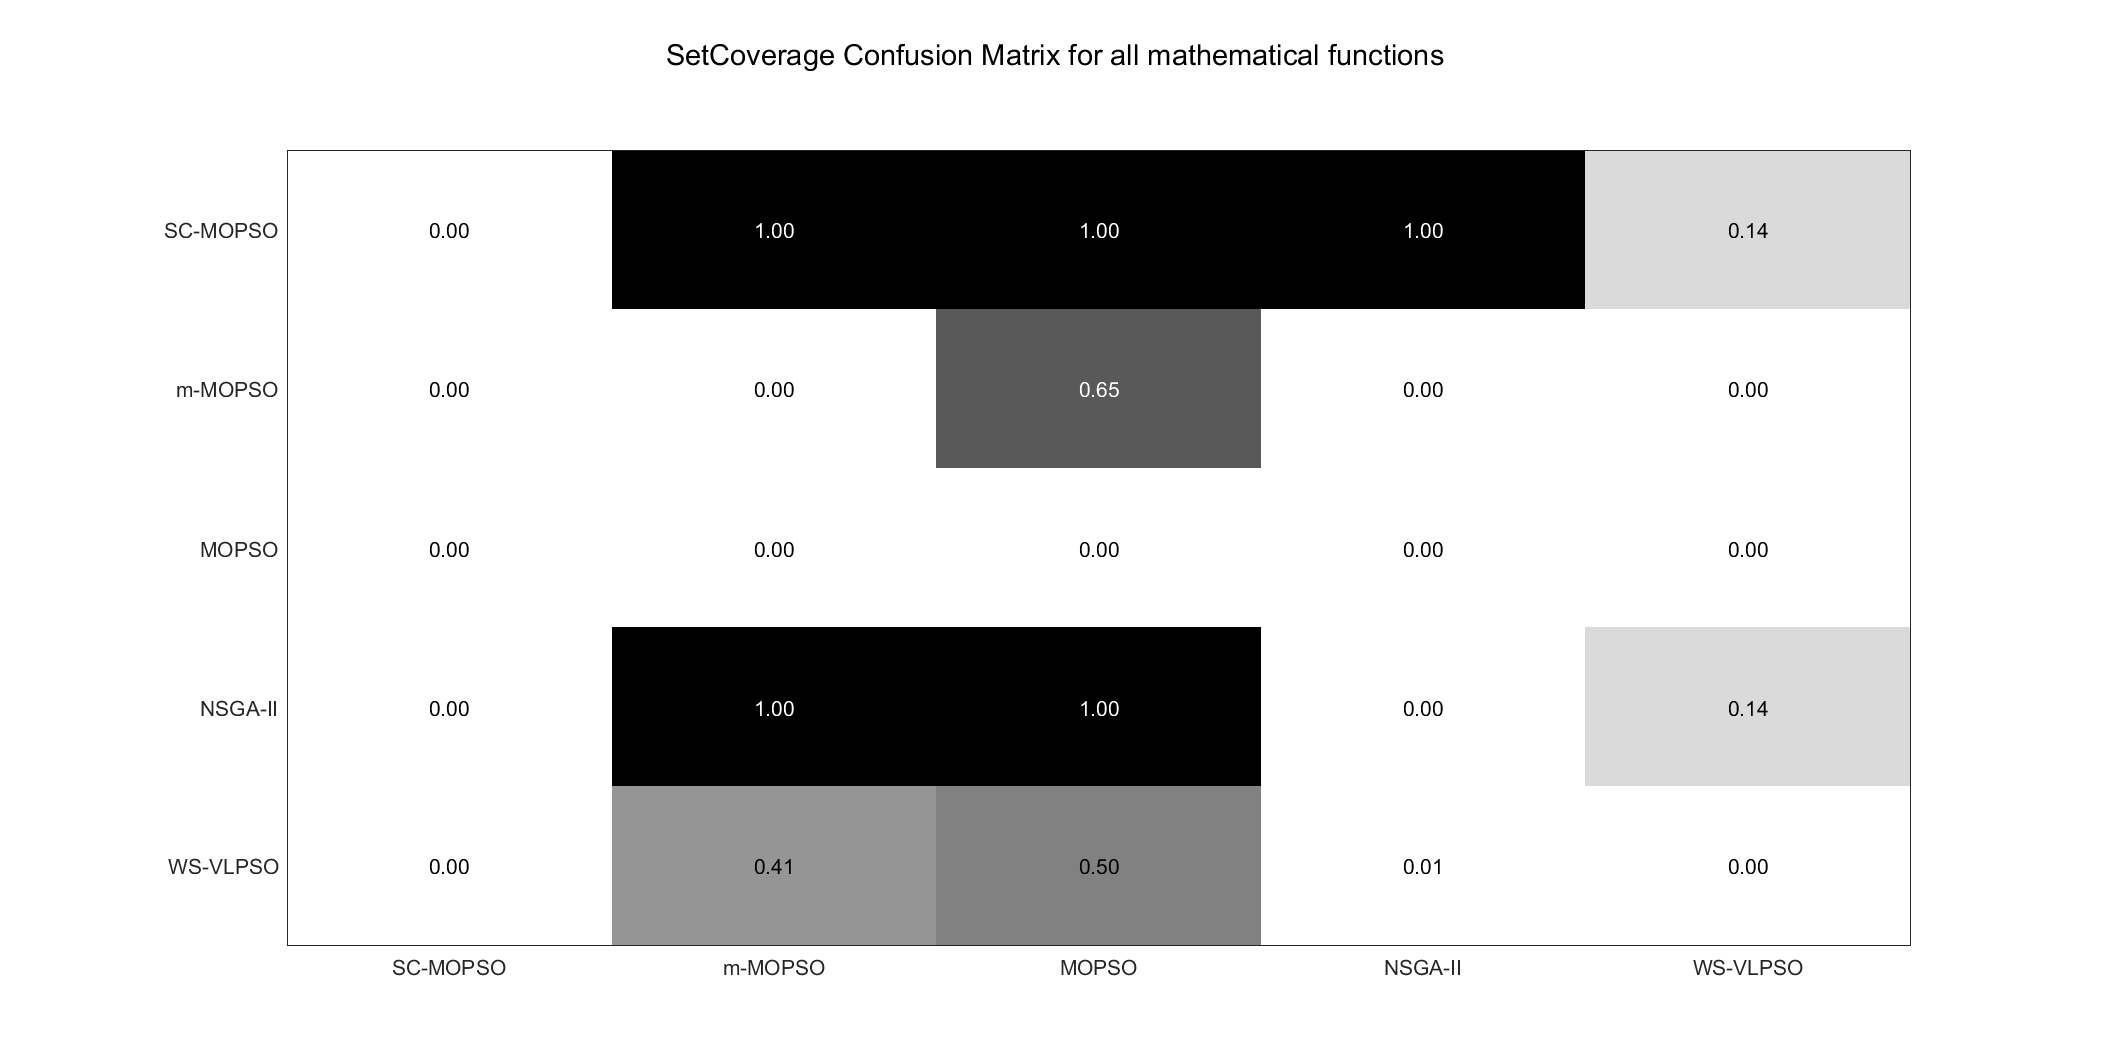 SetCoverage Confusion Matrix for all mathematical functions
SC-MOPSO 0.00 1.00 1.00 1.00 0.14
m-MOPSO 0.00 0.00 0.65 0.00 0.00
MOPSO 0.00 0.00 0.00 0.00 0.00
NSGA-II 0.00 1.00 1.00 0.00 0.14
WS-VLPSO 0.00 0.41 0.50 0.01 0.00
SC-MOPSO m-MOPSO MOPSO NSGA-II WS-VLPSO